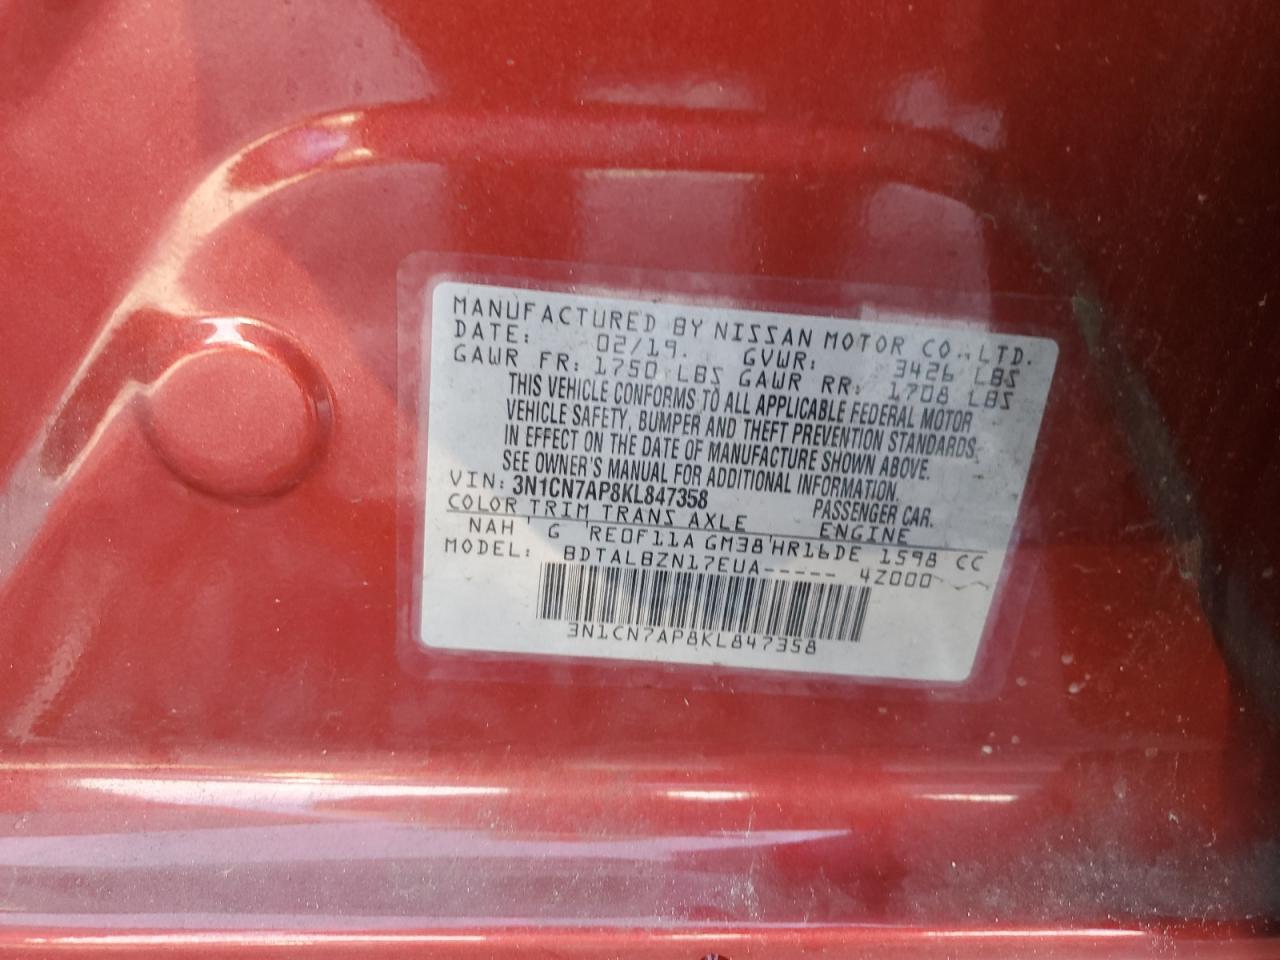 MANUFACTURED BY NISSAN MOTOR CO., LTD.
DATE: 02/19. GVWR: 3426 LBS
GAWR FR: 1750 LBS GAWR RR: 1708 LBS
THIS VEHICLE CONFORMS TO ALL APPLICABLE FEDERAL MOTOR
VEHICLE SAFETY, BUMPER AND THEFT PREVENTION STANDARDS
IN EFFECT ON THE DATE OF MANUFACTURE SHOWN ABOVE.
SEE OWNER'S MANUAL FOR ADDITIONAL INFORMATION.
VIN: 3N1CN7AP8KL847358 PASSENGER CAR.
COLOR TRIM TRANS AXLE ENGINE
NAH G RE0F11A GM38 HR16DE 1598 CC
MODEL: BDTALBZN17EUA----- 4Z000
3N1CN7AP8KL847358